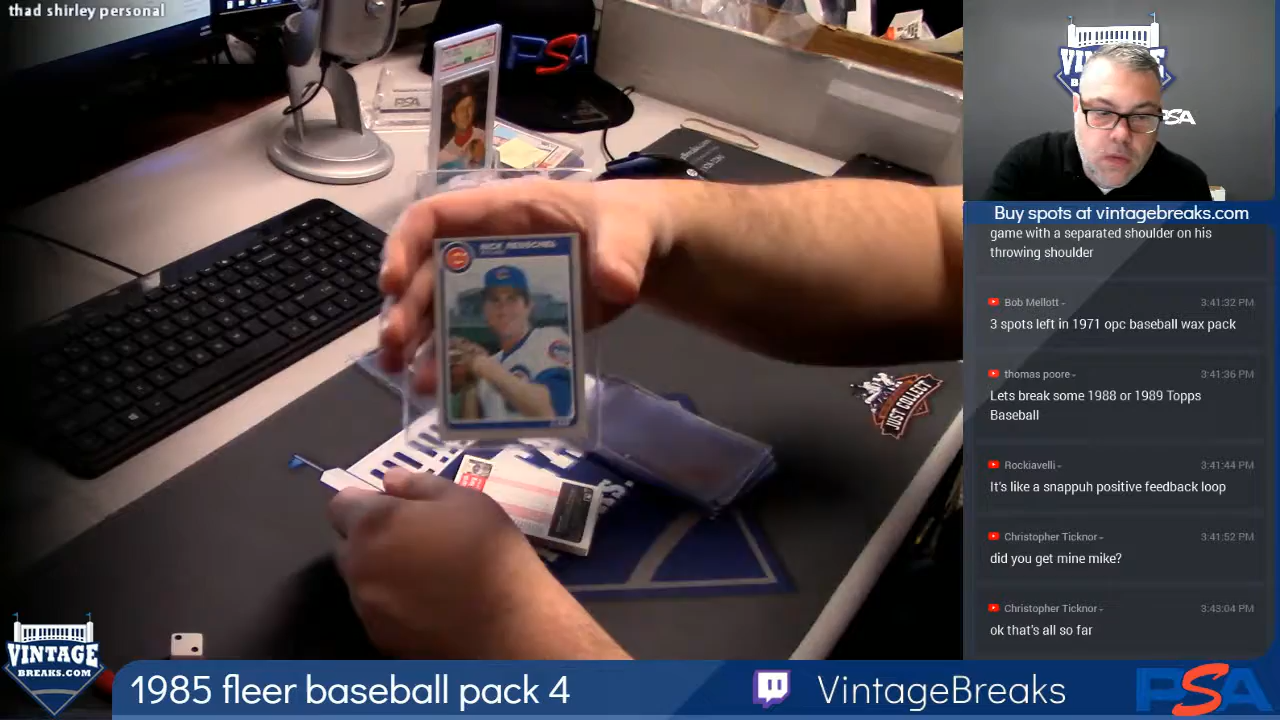 thad shirley personal
PSA
PSA
VINTAGE
PSA
Buy spots at vintagebreaks.com
game with a separated shoulder on his
throwing shoulder
Bob Mellott-
3:41:32 PM
3 spots left in 1971 opc baseball wax pack
thomas poore-
3:41:36 PM
Lets break some 1988 or 1989 Topps
Baseball
Rockiavelli-
3:41:44 PM
It's like a snappuh positive feedback loop
Christopher Ticknor-
3:41:52 PM
did you get mine mike?
Christopher Ticknor-
3:43:04 PM
ok that's all so far
RICK REUSCHEL
JUST COLLECT
VINTAGE
BREAKS.COM
1985 fleer baseball pack 4
VintageBreaks
PSA